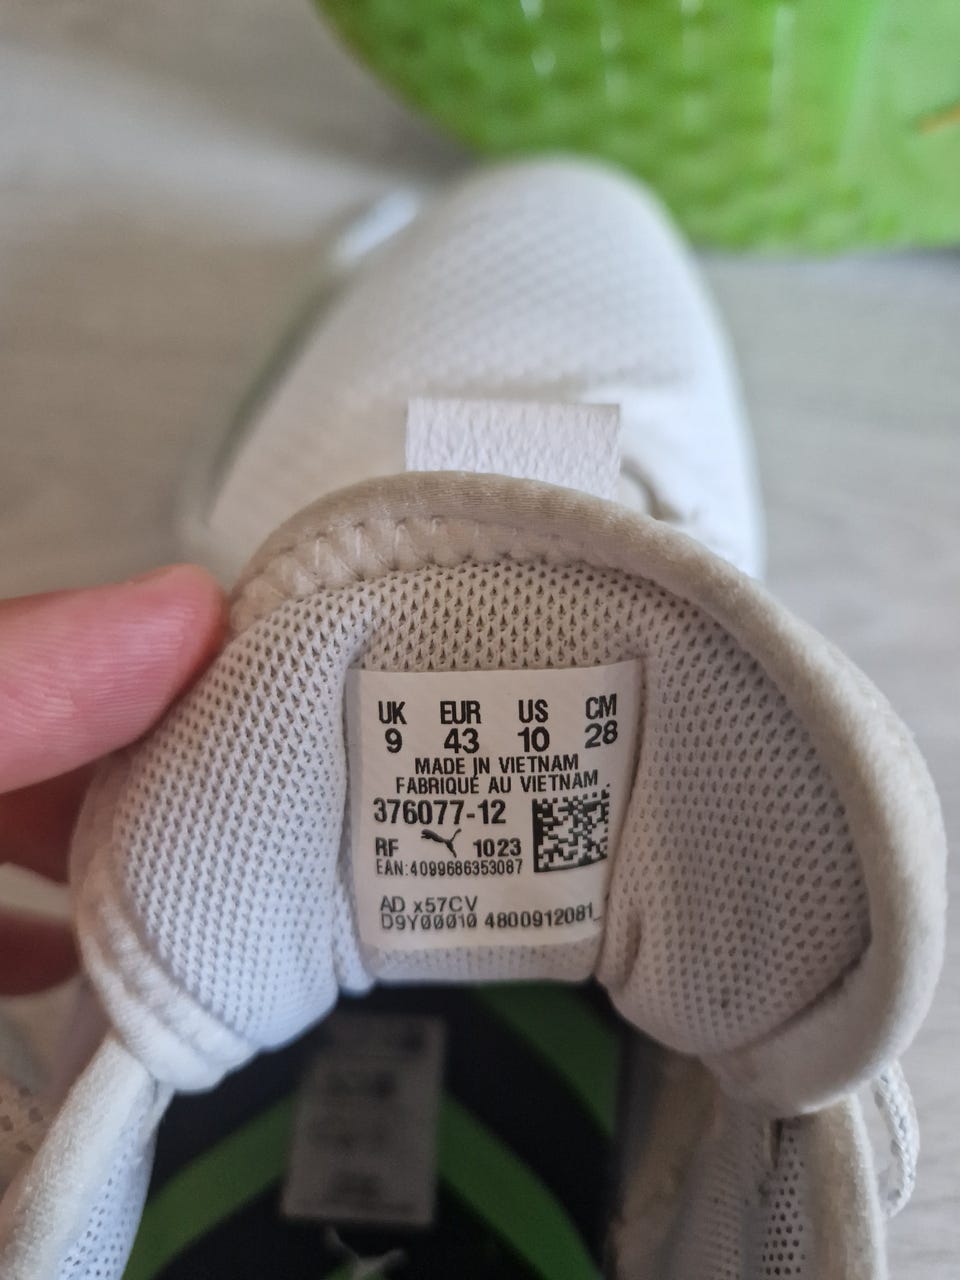 UK EUR US CM
9 43 10 28
MADE IN VIETNAM
FABRIQUÉ AU VIETNAM
376077-12
RF 1023
EAN:4099686353087
AD x57CV
D9Y00010 4800912081_